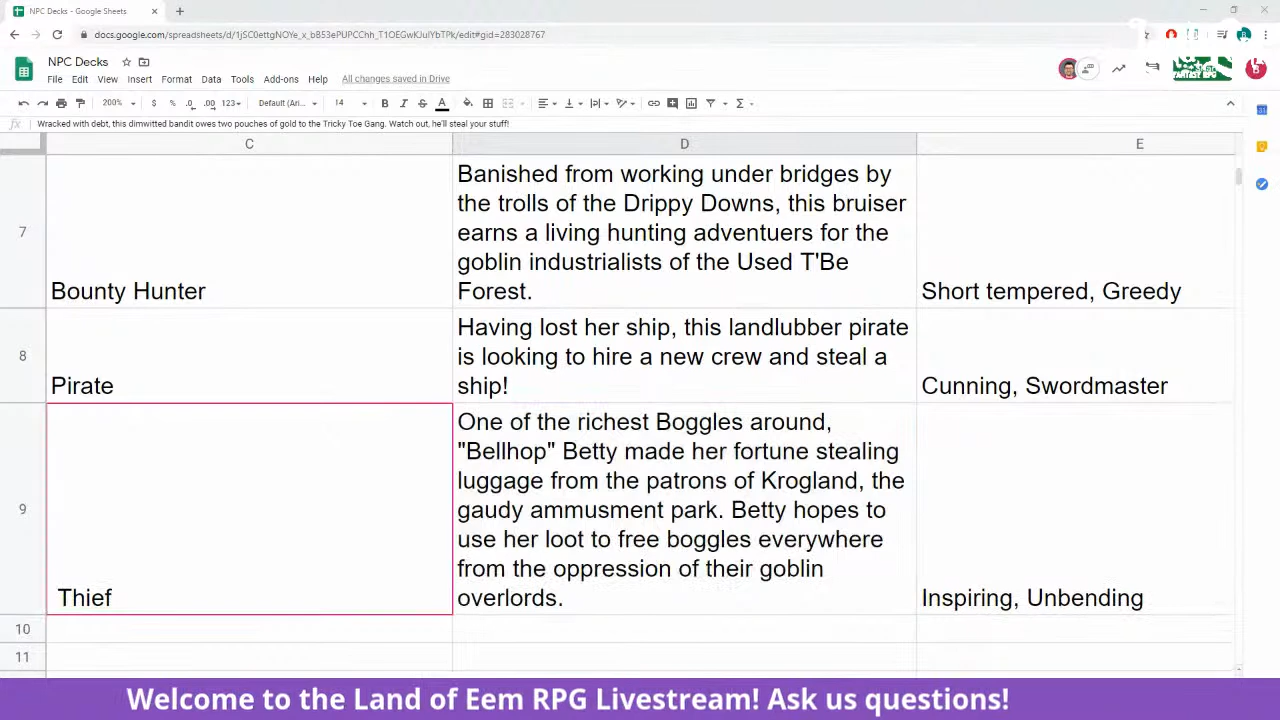 NPC Decks - Google Sheets
docs.google.com/spreadsheets/d/1jSC0ettgNOYe_x_b853ePUPCChh_T1OEGwKJulYbTPk/edit#gid=283028767
NPC Decks
File Edit View Insert Format Data Tools Add-ons Help All changes saved in Drive
FANTASY RPG
200% $ % .0 .00 123 Default (Ari... 14 B I S A
fx Wracked with debt, this dimwitted bandit owes two pouches of gold to the Tricky Toe Gang. Watch out, he'll steal your stuff!
C D E
7
Bounty Hunter
Banished from working under bridges by
the trolls of the Drippy Downs, this bruiser
earns a living hunting adventuers for the
goblin industrialists of the Used T'Be
Forest.
Short tempered, Greedy
8
Pirate
Having lost her ship, this landlubber pirate
is looking to hire a new crew and steal a
ship!
Cunning, Swordmaster
9
Thief
One of the richest Boggles around,
"Bellhop" Betty made her fortune stealing
luggage from the patrons of Krogland, the
gaudy ammusment park. Betty hopes to
use her loot to free boggles everywhere
from the oppression of their goblin
overlords.
Inspiring, Unbending
10
11
Welcome to the Land of Eem RPG Livestream! Ask us questions!